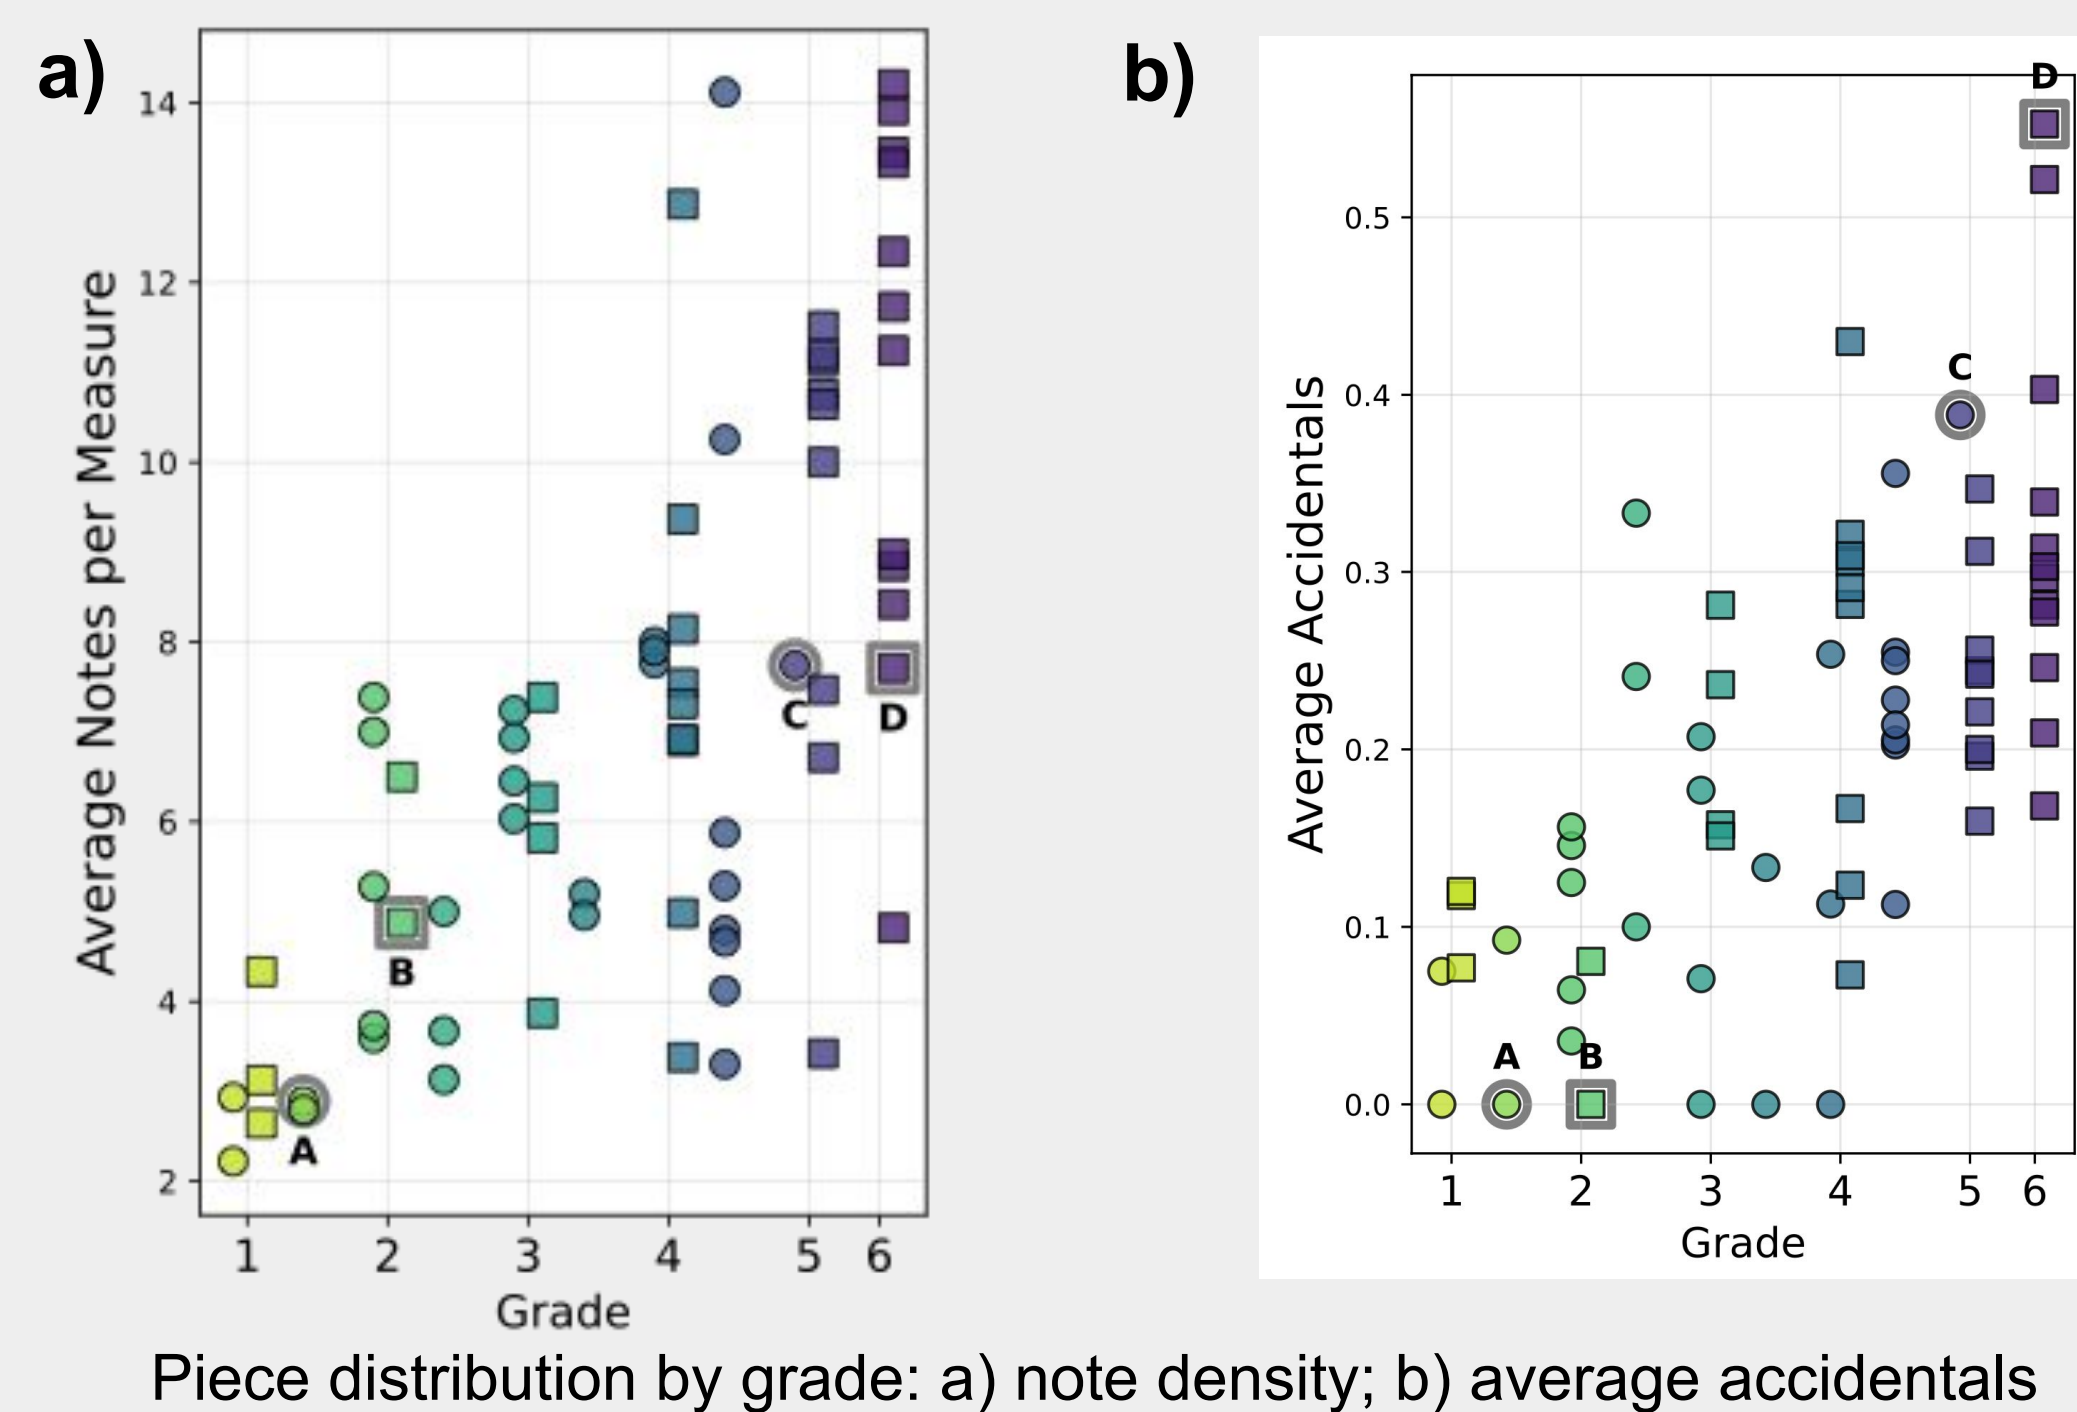 a)
Average Notes per Measure
14
12
10
8
6
4
2
A
B
C
D
1 2 3 4 5 6
Grade
b)
Average Accidentals
0.5
0.4
0.3
0.2
0.1
0.0
A
B
C
D
1 2 3 4 5 6
Grade
Piece distribution by grade: a) note density; b) average accidentals